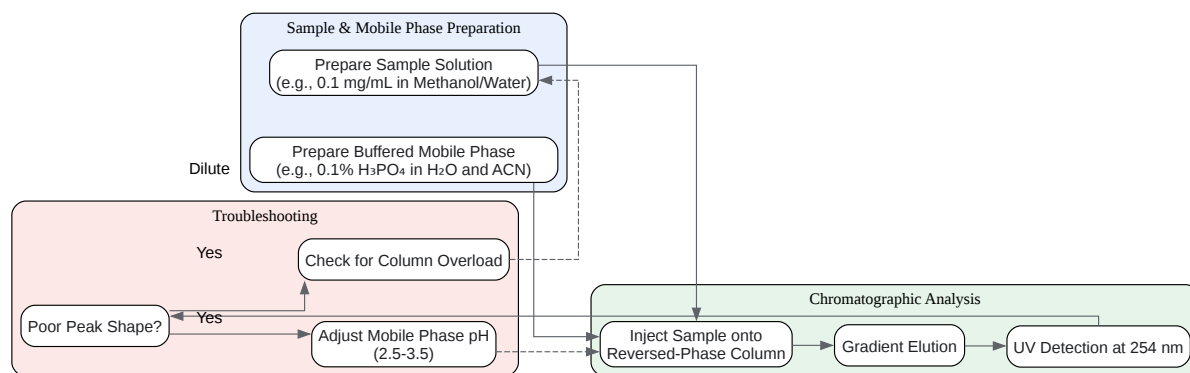 Sample & Mobile Phase Preparation
Prepare Sample Solution
(e.g., 0.1 mg/mL in Methanol/Water)
Prepare Buffered Mobile Phase
(e.g., 0.1% H₃PO₄ in H₂O and ACN)
Dilute
Troubleshooting
Yes
Check for Column Overload
Poor Peak Shape?
Yes
Adjust Mobile Phase pH
(2.5-3.5)
Chromatographic Analysis
Inject Sample onto
Reversed-Phase Column
Gradient Elution
UV Detection at 254 nm